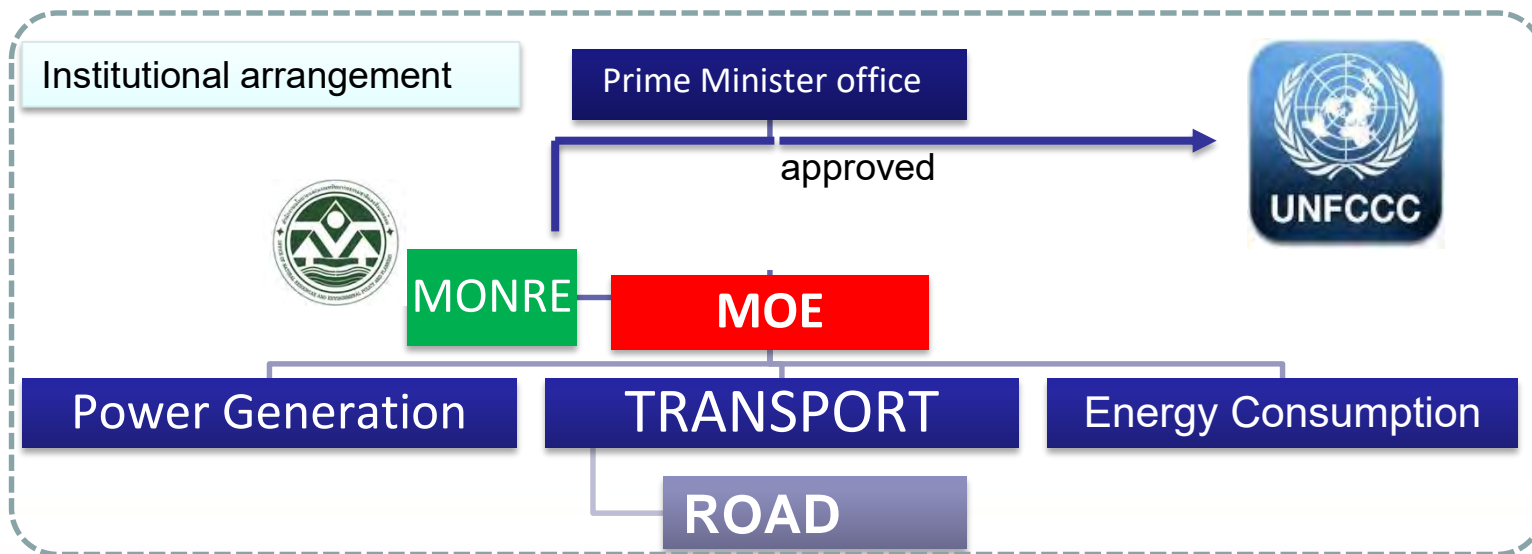 Institutional arrangement
Prime Minister office
approved
UNFCCC
MONRE
MOE
Power Generation
TRANSPORT
Energy Consumption
ROAD